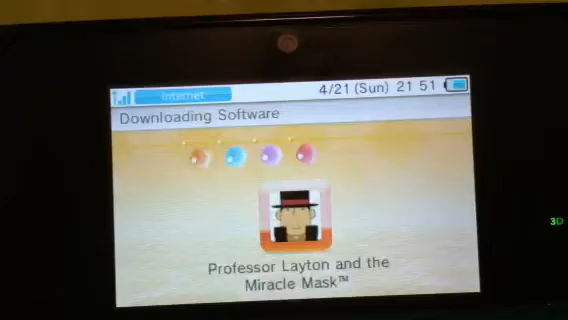 Internet 4/21 (Sun) 21 51
Downloading Software
Professor Layton and the
Miracle Mask™
3D